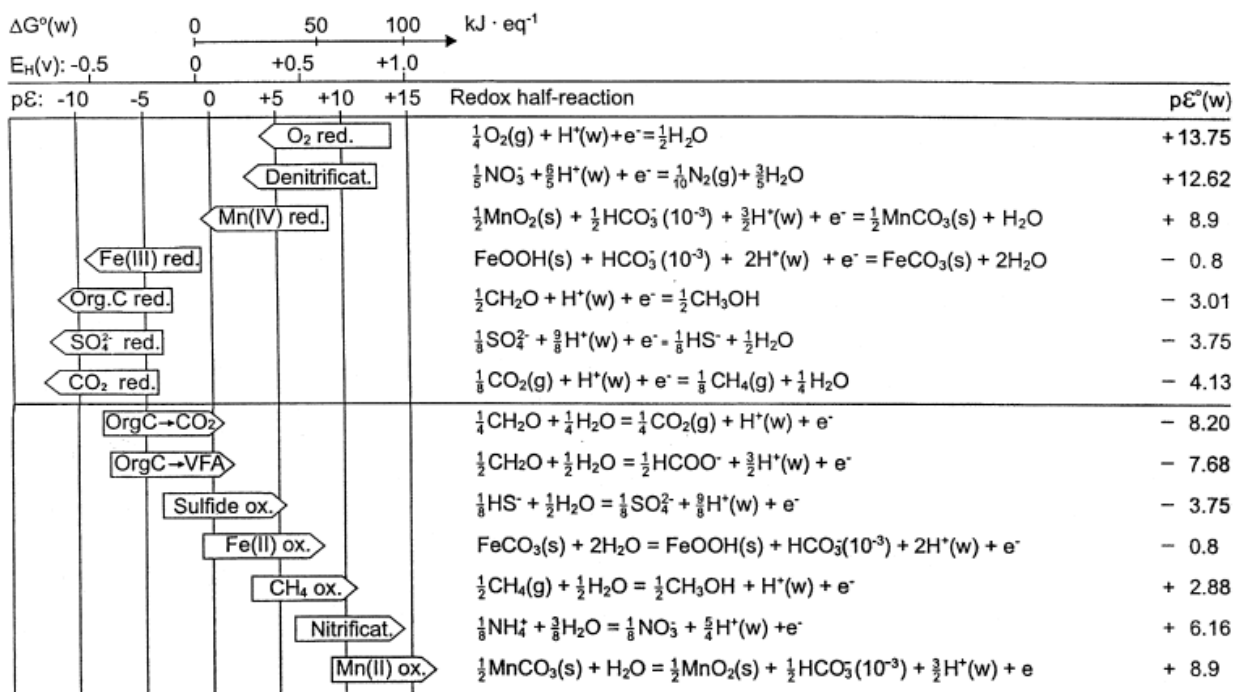 ΔG°(w) 0 50 100 kJ · eq⁻¹
E_H(v): -0.5 0 +0.5 +1.0
pƐ: -10 -5 0 +5 +10 +15 Redox half-reaction pƐ°(w)
O₂ red. ¼O₂(g) + H⁺(w)+e⁻=½H₂O +13.75
Denitrificat. ⅕NO₃⁻ +6/5H⁺(w) + e⁻ = 1/10N₂(g)+ ⅗H₂O +12.62
Mn(IV) red. ½MnO₂(s) + ½HCO₃⁻(10⁻³) + 3/2H⁺(w) + e⁻ = ½MnCO₃(s) + H₂O + 8.9
Fe(III) red. FeOOH(s) + HCO₃⁻(10⁻³) + 2H⁺(w) + e⁻ = FeCO₃(s) + 2H₂O − 0.8
Org.C red. ½CH₂O + H⁺(w) + e⁻ = ½CH₃OH − 3.01
SO₄²⁻ red. ⅛SO₄²⁻ + 9/8H⁺(w) + e⁻ = ⅛HS⁻ + ½H₂O − 3.75
CO₂ red. ⅛CO₂(g) + H⁺(w) + e⁻ = ⅛CH₄(g) + ¼H₂O − 4.13
OrgC→CO₂ ¼CH₂O + ¼H₂O = ¼CO₂(g) + H⁺(w) + e⁻ − 8.20
OrgC→VFA ½CH₂O + ½H₂O = ½HCOO⁻ + 3/2H⁺(w) + e⁻ − 7.68
Sulfide ox. ⅛HS⁻ + ½H₂O = ⅛SO₄²⁻ + 9/8H⁺(w) + e⁻ − 3.75
Fe(II) ox. FeCO₃(s) + 2H₂O = FeOOH(s) + HCO₃⁻(10⁻³) + 2H⁺(w) + e⁻ − 0.8
CH₄ ox. ½CH₄(g) + ½H₂O = ½CH₃OH + H⁺(w) + e⁻ + 2.88
Nitrificat. ⅛NH₄⁺ + ⅜H₂O = ⅛NO₃⁻ + 5/4H⁺(w) +e⁻ + 6.16
Mn(II) ox. ½MnCO₃(s) + H₂O = ½MnO₂(s) + ½HCO₃⁻(10⁻³) + 3/2H⁺(w) + e + 8.9